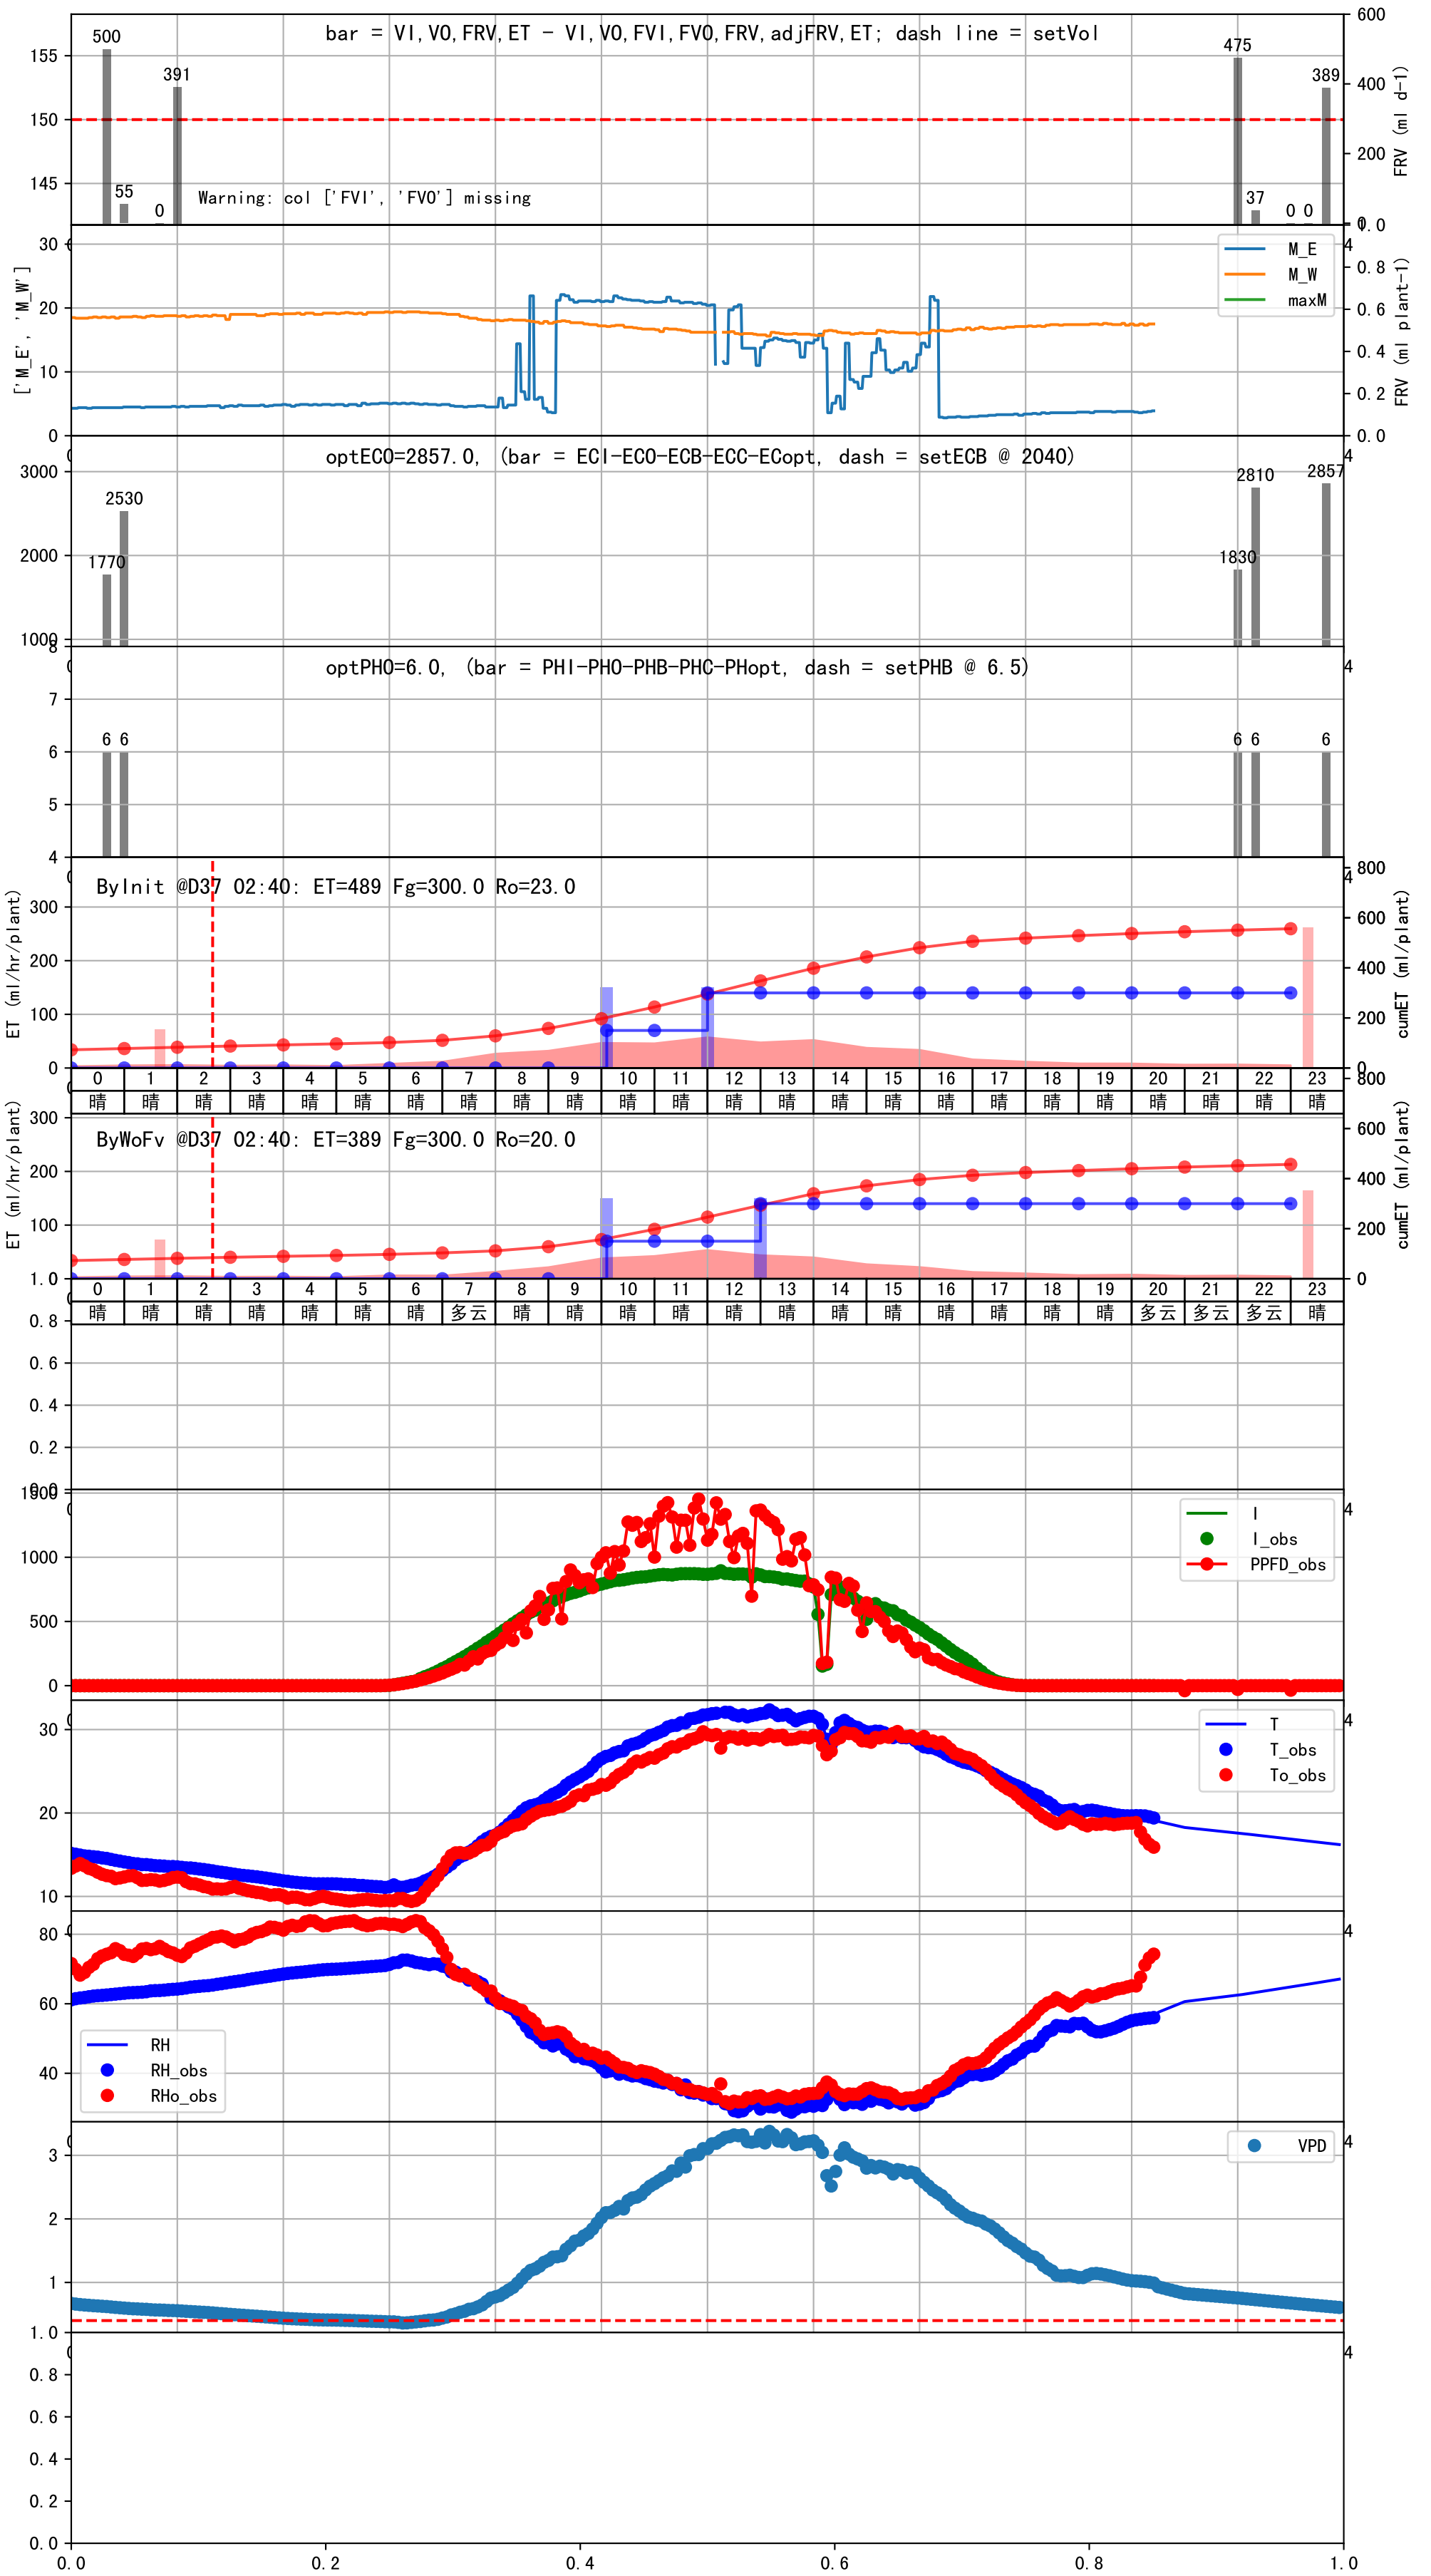 bar = VI,VO,FRV,ET - VI,VO,FVI,FVO,FRV,adjFRV,ET; dash line = setVol
500
391
55
0
475
37
0 0
389
Warning: col ['FVI', 'FVO'] missing
155
150
145
600
400
200
0
FRV (ml d-1)
['M_E', 'M_W']
30
20
10
0
1.0
0.8
0.6
0.4
0.2
0.0
FRV (ml plant-1)
M_E
M_W
maxM
optECO=2857.0, (bar = ECI-ECO-ECB-ECC-ECopt, dash = setECB @ 2040)
3000
2000
1000
1770
2530
1830
2810
2857
4
optPHO=6.0, (bar = PHI-PHO-PHB-PHC-PHopt, dash = setPHB @ 6.5)
8
7
6
5
4
6 6
6 6
6
4
ByInit @D37 02:40: ET=489 Fg=300.0 Ro=23.0
ET (ml/hr/plant)
300
200
100
0
800
600
400
200
0
cumET (ml/plant)
0 1 2 3 4 5 6 7 8 9 10 11 12 13 14 15 16 17 18 19 20 21 22 23
晴 晴 晴 晴 晴 晴 晴 晴 晴 晴 晴 晴 晴 晴 晴 晴 晴 晴 晴 晴 晴 晴 晴 晴
ByWoFv @D37 02:40: ET=389 Fg=300.0 Ro=20.0
ET (ml/hr/plant)
300
200
100
800
600
400
200
0
cumET (ml/plant)
0 1 2 3 4 5 6 7 8 9 10 11 12 13 14 15 16 17 18 19 20 21 22 23
晴 晴 晴 晴 晴 晴 晴 多云 晴 晴 晴 晴 晴 晴 晴 晴 晴 晴 晴 晴 多云 多云 多云 晴
1.0
0.8
0.6
0.4
0.2
1500
1000
500
0
I
I_obs
PPFD_obs
4
30
20
10
T
T_obs
To_obs
4
80
60
40
RH
RH_obs
RHo_obs
4
3
2
1
VPD
4
1.0
0.8
0.6
0.4
0.2
0.0
4
0.0 0.2 0.4 0.6 0.8 1.0